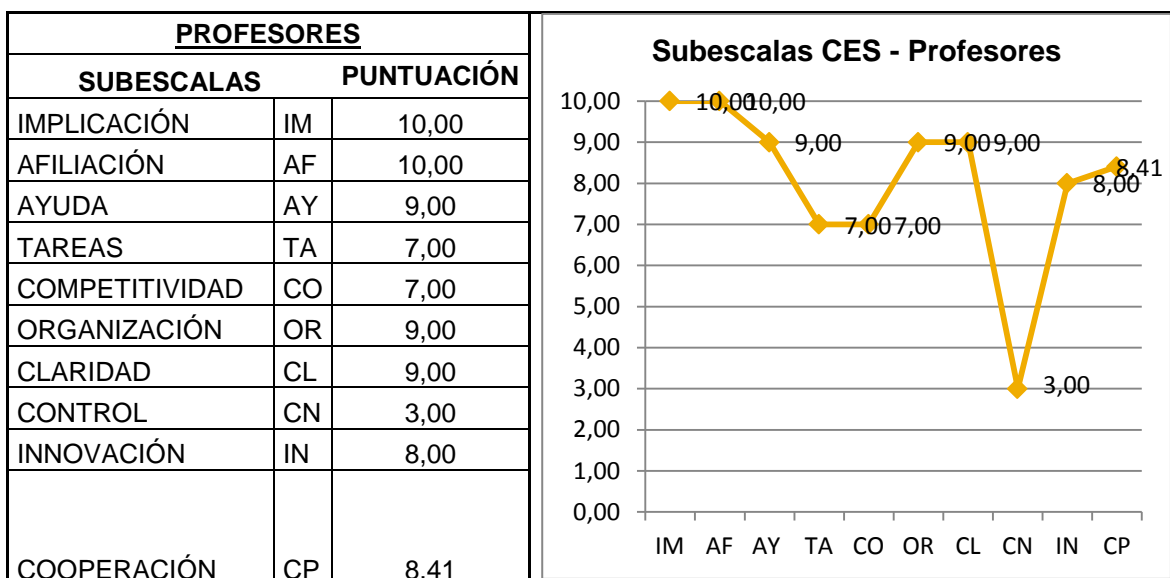 PROFESORES
SUBESCALAS PUNTUACIÓN
IMPLICACIÓN IM 10,00
AFILIACIÓN AF 10,00
AYUDA AY 9,00
TAREAS TA 7,00
COMPETITIVIDAD CO 7,00
ORGANIZACIÓN OR 9,00
CLARIDAD CL 9,00
CONTROL CN 3,00
INNOVACIÓN IN 8,00
COOPERACIÓN CP 8,41
Subescalas CES - Profesores
10,00
9,00
8,00
7,00
6,00
5,00
4,00
3,00
2,00
1,00
0,00
10,00 10,00
9,00
7,00 7,00
9,00 9,00
3,00
8,00
8,41
IM AF AY TA CO OR CL CN IN CP